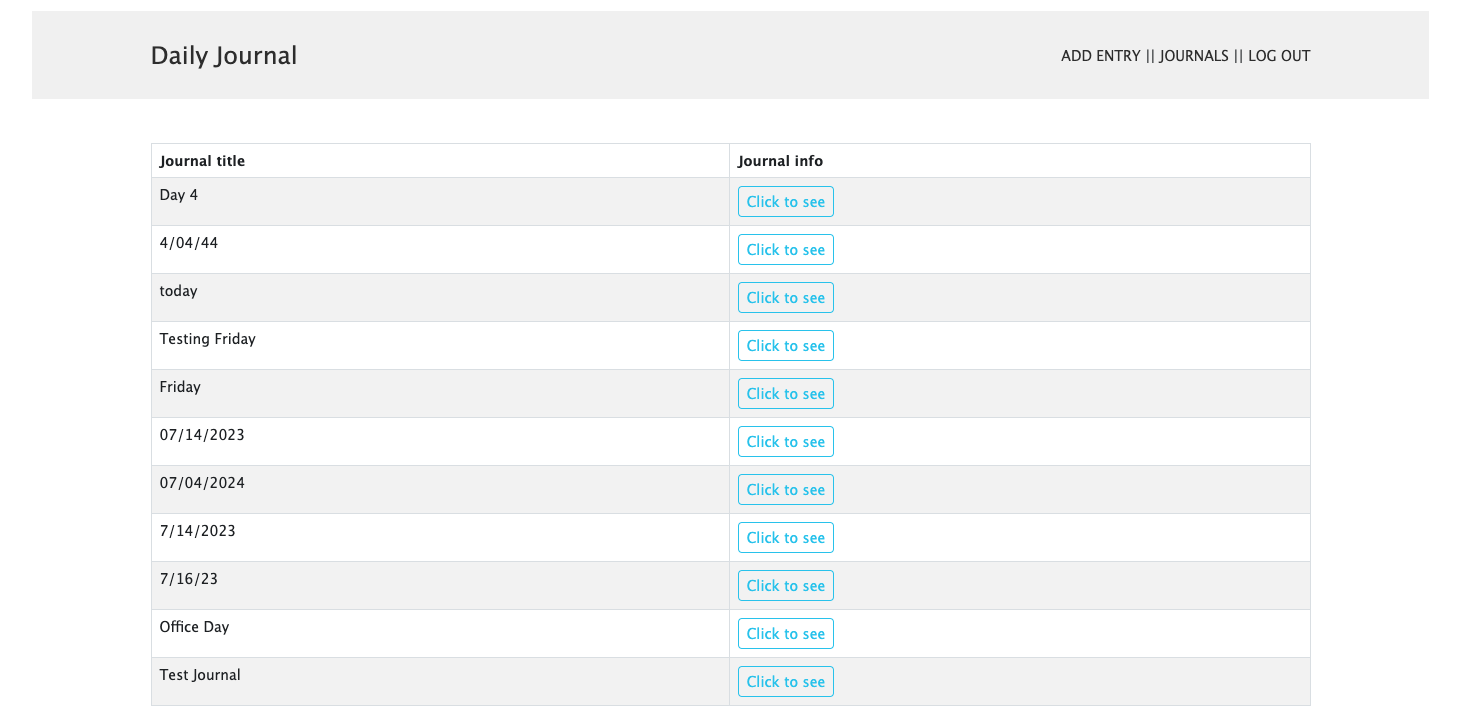 Daily Journal
ADD ENTRY || JOURNALS || LOG OUT
Journal title Journal info
Day 4 Click to see
4/04/44 Click to see
today Click to see
Testing Friday Click to see
Friday Click to see
07/14/2023 Click to see
07/04/2024 Click to see
7/14/2023 Click to see
7/16/23 Click to see
Office Day Click to see
Test Journal Click to see